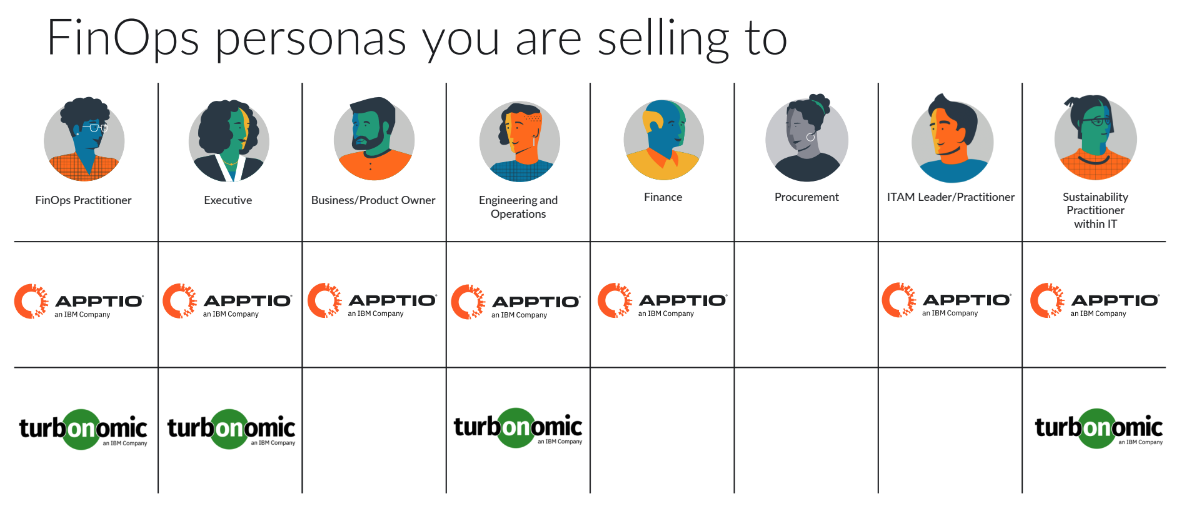 FinOps personas you are selling to
FinOps Practitioner
Executive
Business/Product Owner
Engineering and
Operations
Finance
Procurement
ITAM Leader/Practitioner
Sustainability
Practitioner
within IT
APPTIO
an IBM Company
APPTIO
an IBM Company
APPTIO
an IBM Company
APPTIO
an IBM Company
APPTIO
an IBM Company
APPTIO
an IBM Company
APPTIO
an IBM Company
turbonomic
an IBM Company
turbonomic
an IBM Company
turbonomic
an IBM Company
turbonomic
an IBM Company